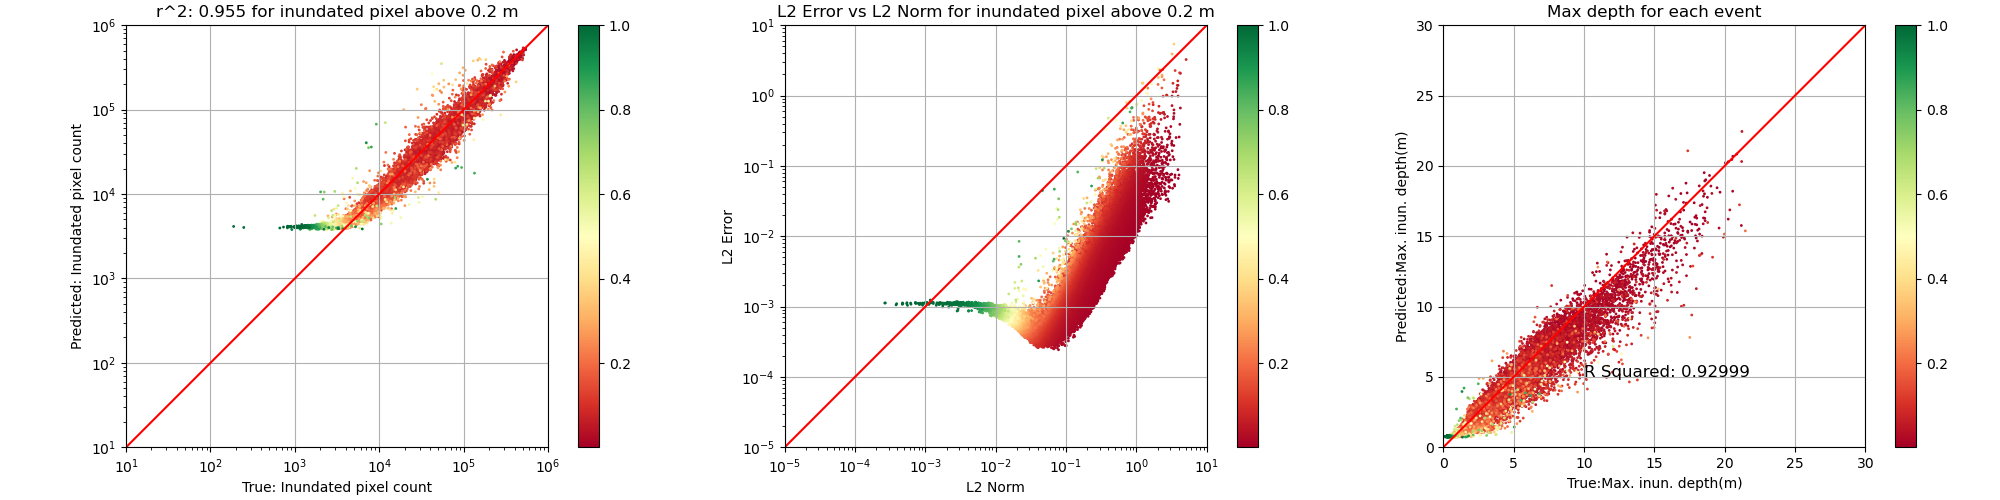 r^2: 0.955 for inundated pixel above 0.2 m
10^6
10^5
10^4
10^3
10^2
10^1
Predicted: Inundated pixel count
10^1 10^2 10^3 10^4 10^5 10^6
True: Inundated pixel count
1.0
0.8
0.6
0.4
0.2
L2 Error vs L2 Norm for inundated pixel above 0.2 m
10^1
10^0
10^-1
10^-2
10^-3
10^-4
10^-5
L2 Error
10^-5 10^-4 10^-3 10^-2 10^-1 10^0 10^1
L2 Norm
1.0
0.8
0.6
0.4
0.2
Max depth for each event
30
25
20
15
10
5
0
Predicted:Max. inun. depth(m)
R Squared: 0.92999
0 5 10 15 20 25 30
True:Max. inun. depth(m)
1.0
0.8
0.6
0.4
0.2